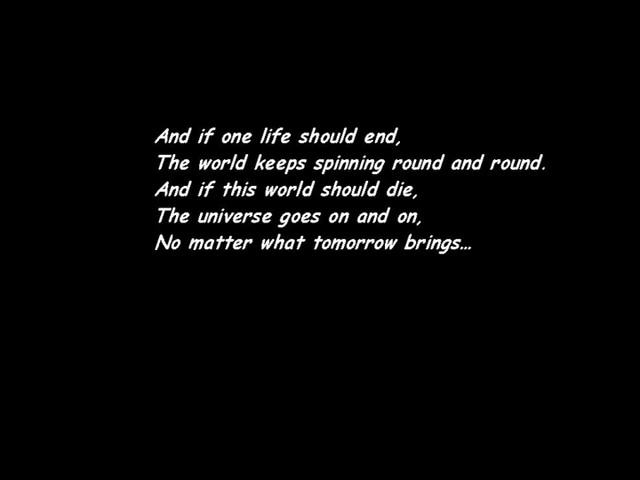 And if one life should end,
The world keeps spinning round and round.
And if this world should die,
The universe goes on and on,
No matter what tomorrow brings...